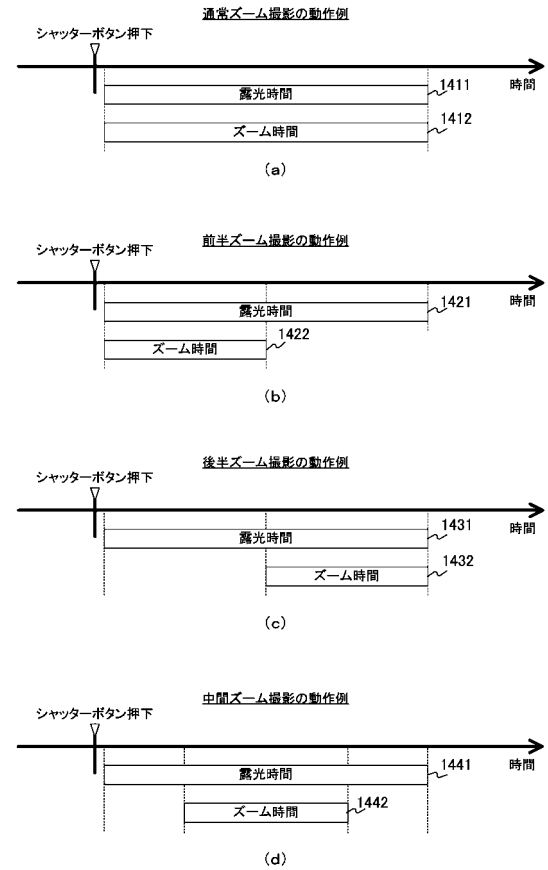 通常ズーム撮影の動作例
シャッターボタン押下
時間
露光時間
1411
ズーム時間
1412
(a)
前半ズーム撮影の動作例
シャッターボタン押下
時間
露光時間
1421
ズーム時間
1422
(b)
後半ズーム撮影の動作例
シャッターボタン押下
時間
露光時間
1431
ズーム時間
1432
(c)
中間ズーム撮影の動作例
シャッターボタン押下
時間
露光時間
1441
ズーム時間
1442
(d)